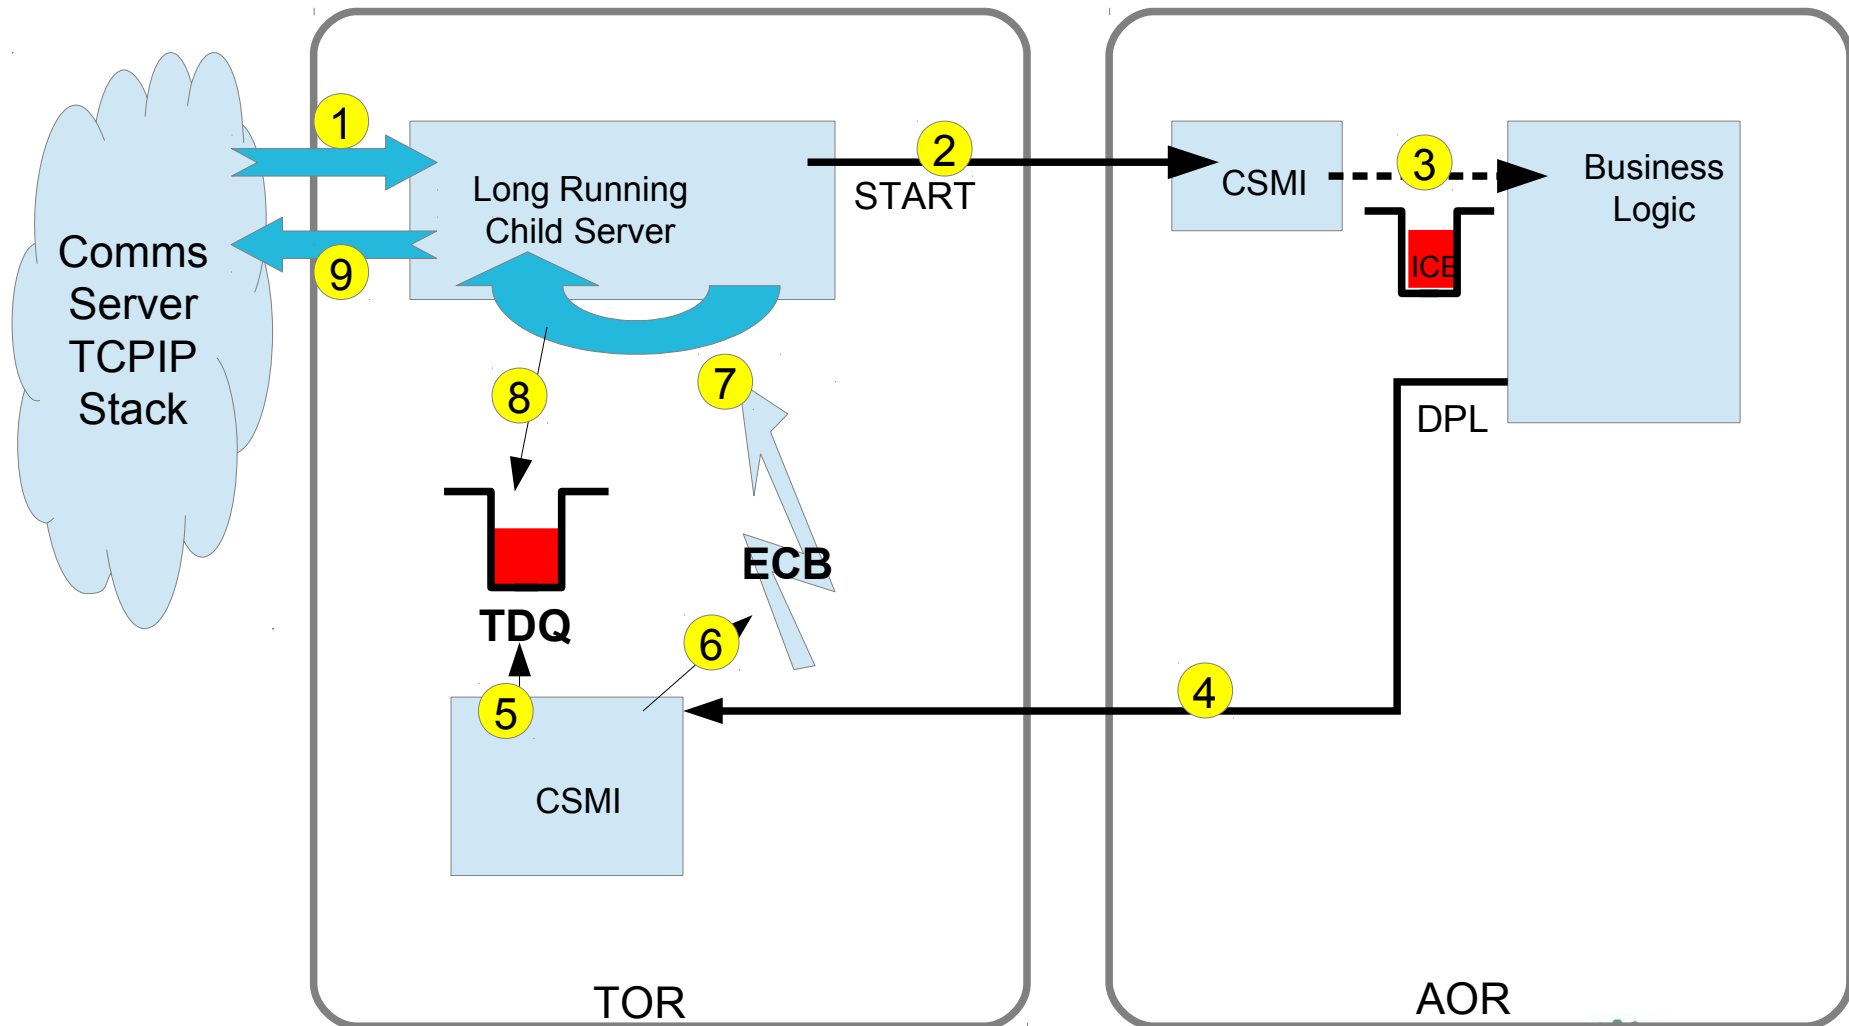 1
2
3
START
Long Running
Child Server
CSMI
Business
Logic
Comms
Server
TCPIP
Stack
9
ICE
7
8
DPL
ECB
TDQ
6
5
4
CSMI
TOR
AOR